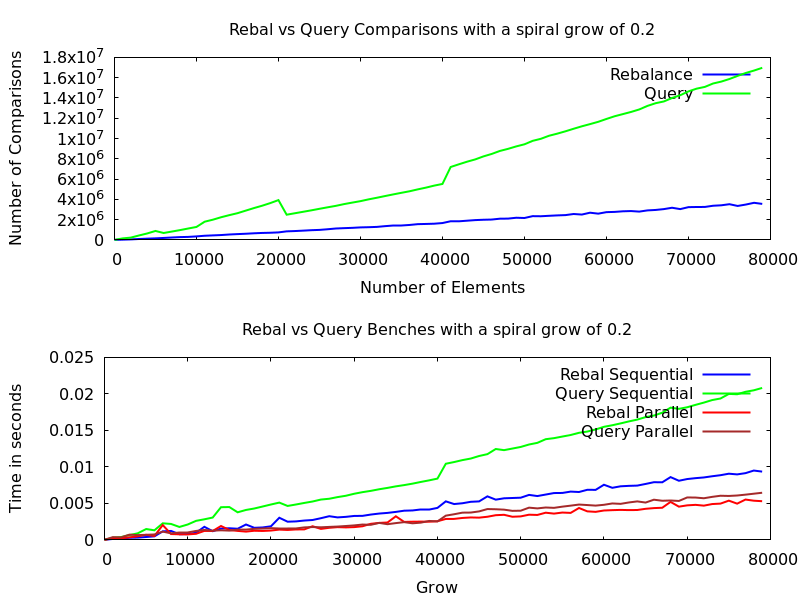 Rebal vs Query Comparisons with a spiral grow of 0.2
Number of Comparisons
1.8x10^7
1.6x10^7
1.4x10^7
1.2x10^7
1x10^7
8x10^6
6x10^6
4x10^6
2x10^6
0
Rebalance
Query
0 10000 20000 30000 40000 50000 60000 70000 80000
Number of Elements
Rebal vs Query Benches with a spiral grow of 0.2
Time in seconds
0.025
0.02
0.015
0.01
0.005
0
Rebal Sequential
Query Sequential
Rebal Parallel
Query Parallel
0 10000 20000 30000 40000 50000 60000 70000 80000
Grow